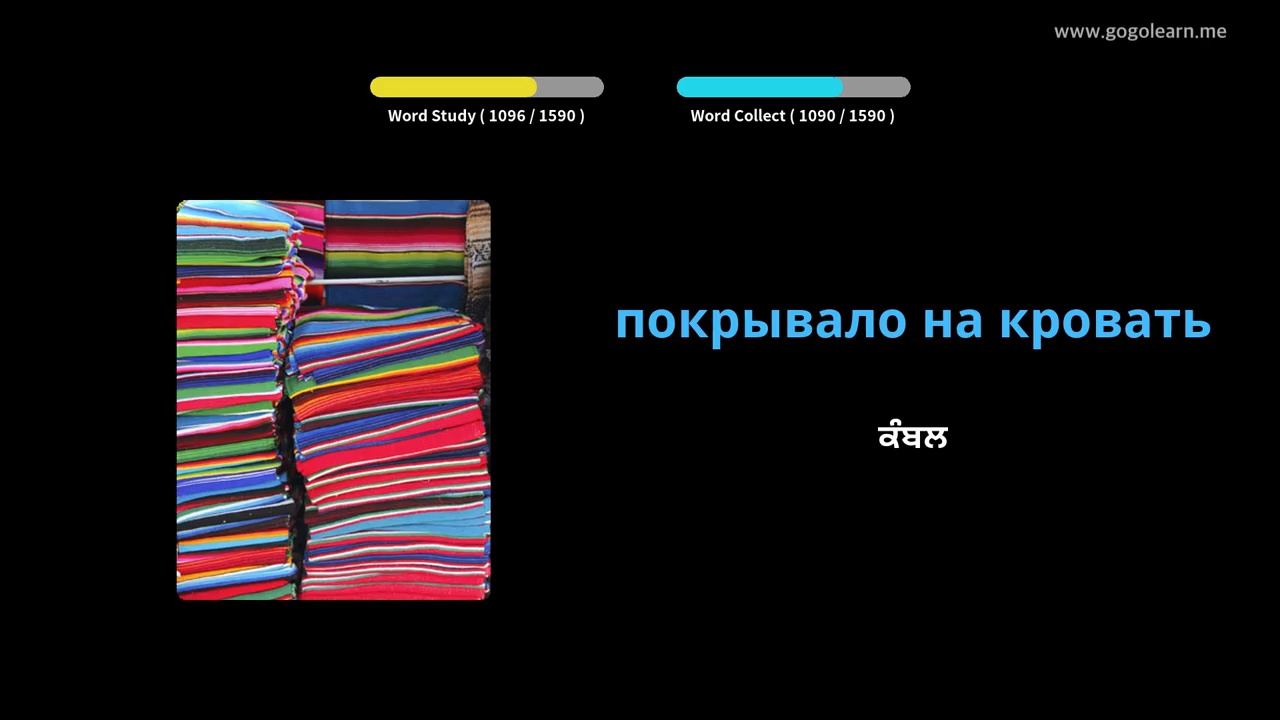 www.gogolearn.me
Word Study ( 1096 / 1590 )
Word Collect ( 1090 / 1590 )
покрывало на кровать
ਕੰਬਲ